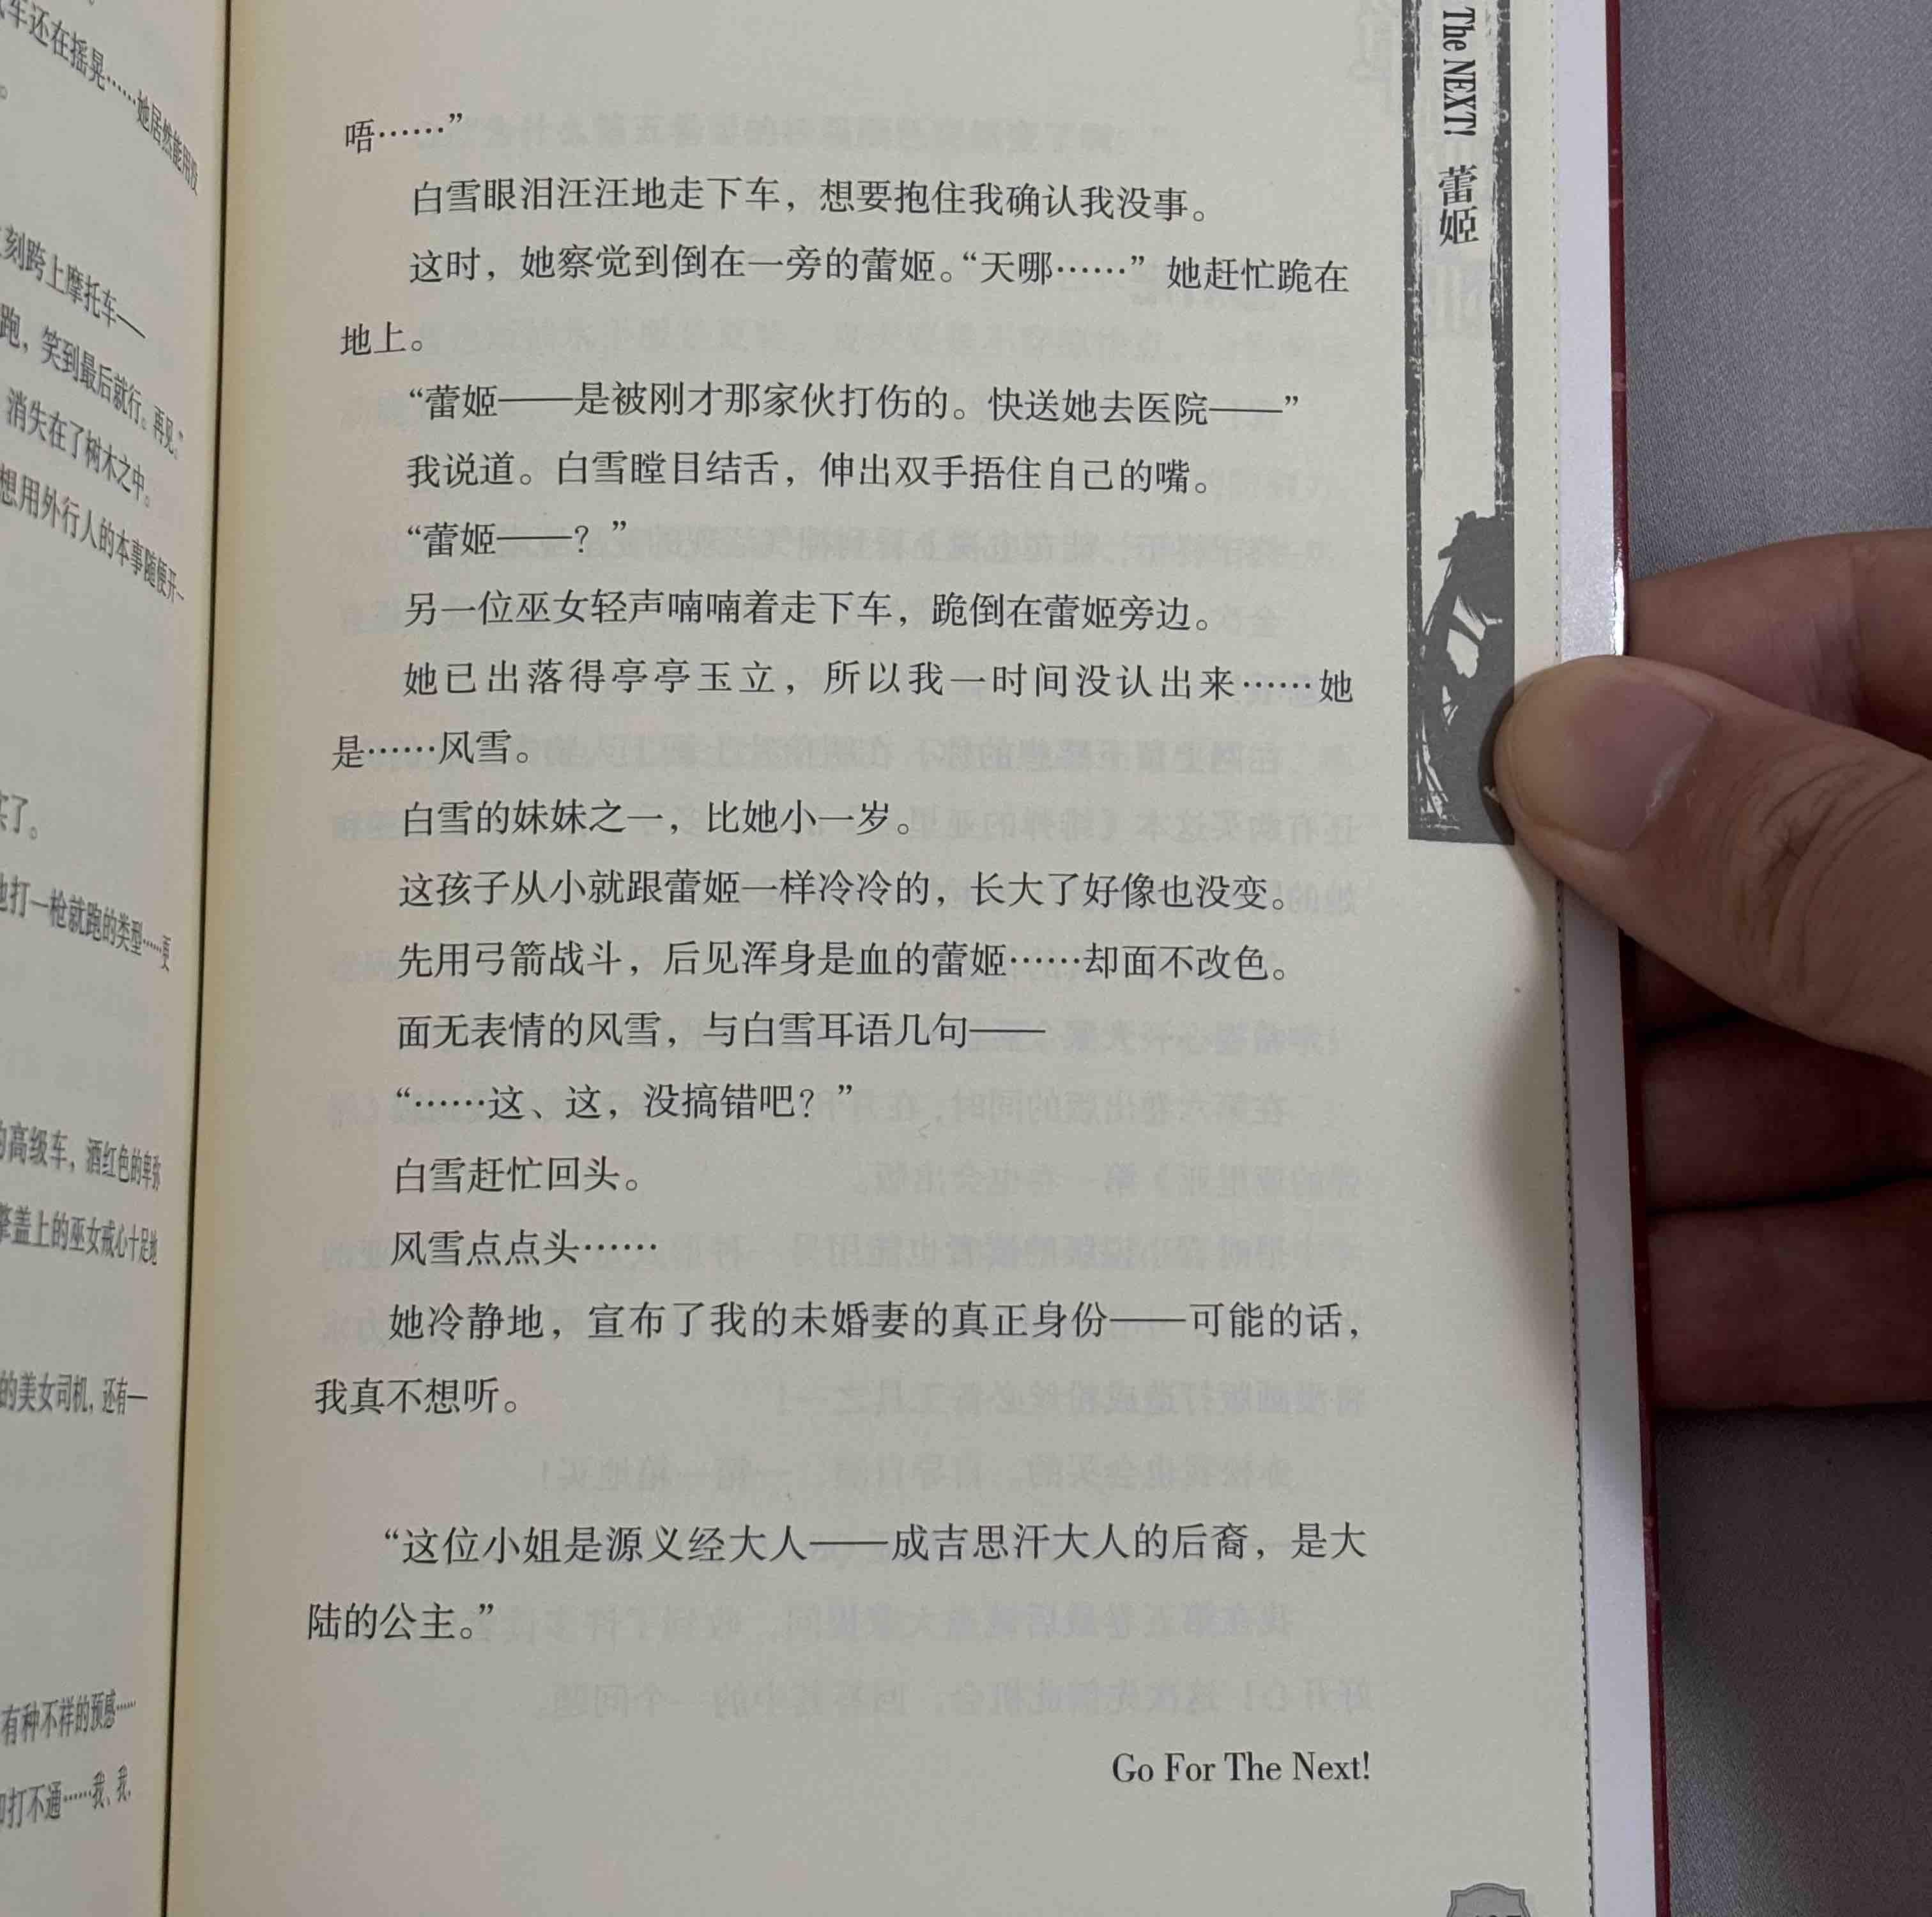 汽车还在摇晃……她居然能用没
。
刻跨上摩托车—
跑，笑到最后就行。再见。”
消失在了树木之中。
想用外行人的本事随便开一
实了。
地打一枪就跑的类型……更
的高级车，酒红色的卑弥
擎盖上的巫女戒心十足地
的美女司机，还有一
有种不祥的预感……
打不通……我、我，
唔……”
白雪眼泪汪汪地走下车，想要抱住我确认我没事。
这时，她察觉到倒在一旁的蕾姬。“天哪……”她赶忙跪在
地上。
“蕾姬——是被刚才那家伙打伤的。快送她去医院——”
我说道。白雪瞠目结舌，伸出双手捂住自己的嘴。
“蕾姬——？”
另一位巫女轻声喃喃着走下车，跪倒在蕾姬旁边。
她已出落得亭亭玉立，所以我一时间没认出来……她
是……风雪。
白雪的妹妹之一，比她小一岁。
这孩子从小就跟蕾姬一样冷冷的，长大了好像也没变。
先用弓箭战斗，后见浑身是血的蕾姬……却面不改色。
面无表情的风雪，与白雪耳语几句——
“……这、这，没搞错吧？”
白雪赶忙回头。
风雪点点头……
她冷静地，宣布了我的未婚妻的真正身份——可能的话，
我真不想听。
“这位小姐是源义经大人——成吉思汗大人的后裔，是大
陆的公主。”
Go For The Next!
The NEXT! 蕾姬